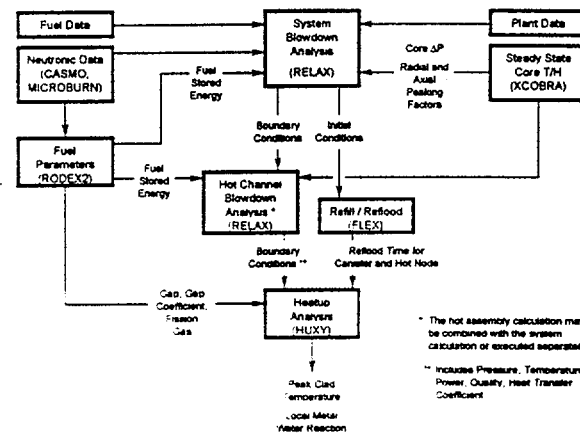 Fuel Data
System
Blowdown
Analysis
(RELAX)
Plant Data
Neutronic Data
(CASMO,
MICROBURN)
Fuel
Stored
Energy
Core ΔP
Radial and
Axial
Peaking
Factors
Steady State
Core T/H
(XCOBRA)
Boundary
Conditions
Initial
Conditions
Fuel
Parameters
(RODEX2)
Fuel
Stored
Energy
Hot Channel
Blowdown
Analysis *
(RELAX)
Refill / Reflood
(FLEX)
Boundary
Conditions **
Reflood Time for
Canister and Hot Node
Gap, Gap
Coefficient,
Fission
Gas
Heatup
Analysis
(HUXY)
* The hot assembly calculation may
be combined with the system
calculation or executed separate
** Includes Pressure, Temperature
Power, Quality, Heat Transfer
Coefficient
Peak Clad
Temperature
Local Metal
Water Reaction